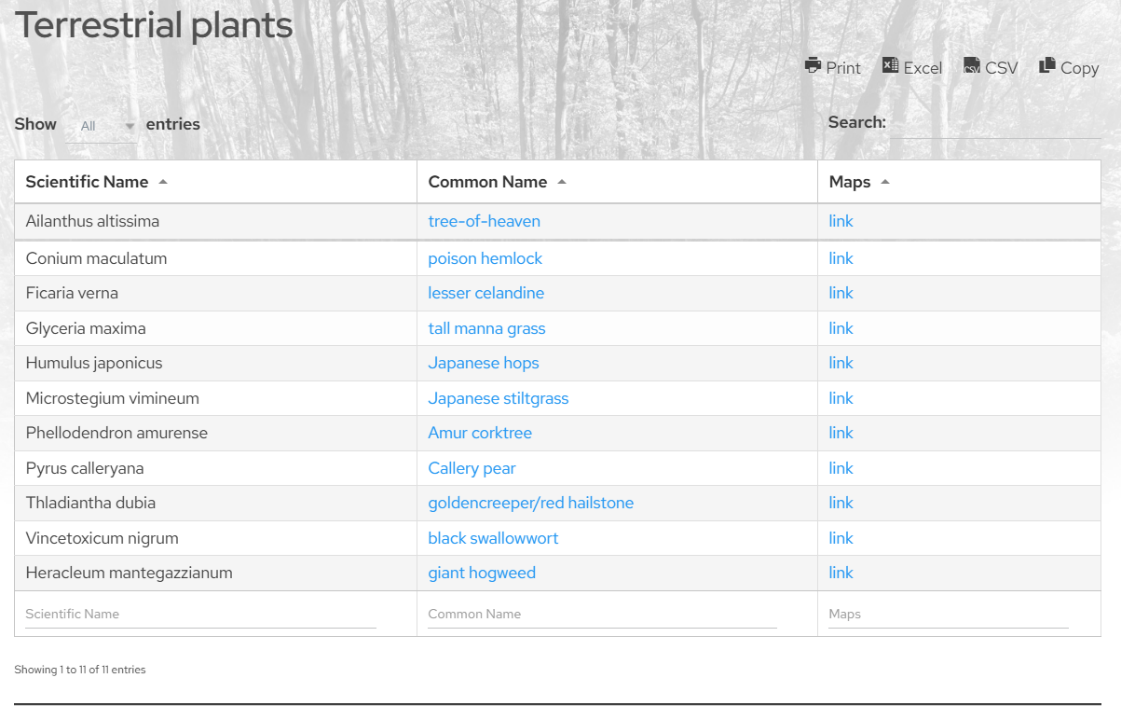 Terrestrial plants
Print Excel CSV Copy
Show All entries Search:
Scientific Name Common Name Maps
Ailanthus altissima tree-of-heaven link
Conium maculatum poison hemlock link
Ficaria verna lesser celandine link
Glyceria maxima tall manna grass link
Humulus japonicus Japanese hops link
Microstegium vimineum Japanese stiltgrass link
Phellodendron amurense Amur corktree link
Pyrus calleryana Callery pear link
Thladiantha dubia goldencreeper/red hailstone link
Vincetoxicum nigrum black swallowwort link
Heracleum mantegazzianum giant hogweed link
Scientific Name Common Name Maps
Showing 1 to 11 of 11 entries